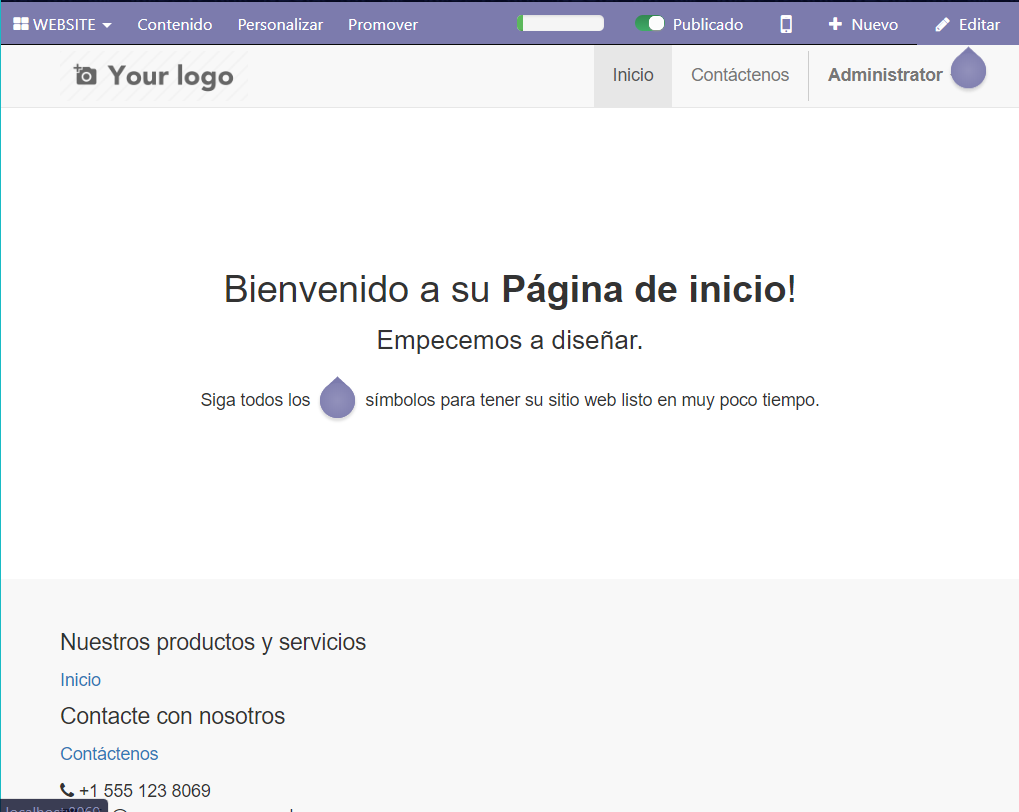 WEBSITE Contenido Personalizar Promover Publicado Nuevo Editar
Your logo Inicio Contáctenos Administrator
Bienvenido a su Página de inicio!
Empecemos a diseñar.
Siga todos los símbolos para tener su sitio web listo en muy poco tiempo.
Nuestros productos y servicios
Inicio
Contacte con nosotros
Contáctenos
+1 555 123 8069